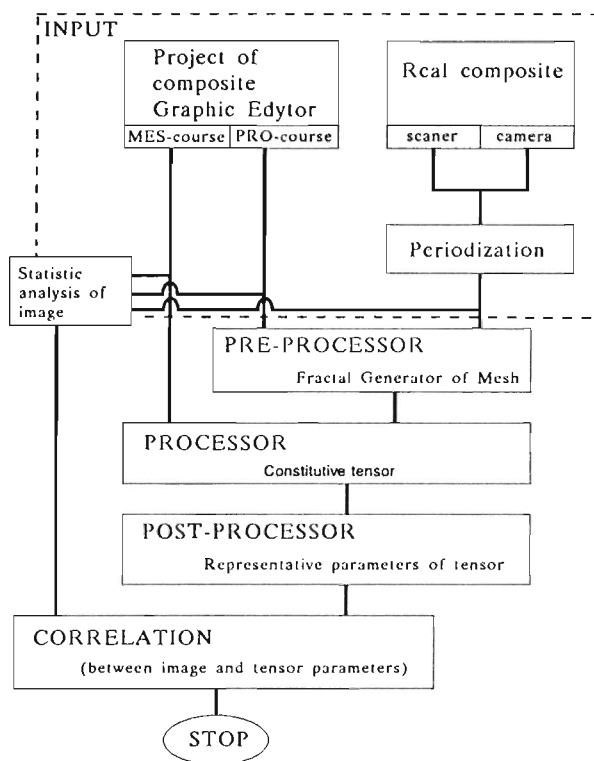 INPUT
Project of
composite
Graphic Edytor
MES-course
PRO-course
Real composite
scaner
camera
Periodization
Statistic
analysis of
image
PRE-PROCESSOR
Fractal Generator of Mesh
PROCESSOR
Constitutive tensor
POST-PROCESSOR
Representative parameters of tensor
CORRELATION
(between image and tensor parameters)
STOP